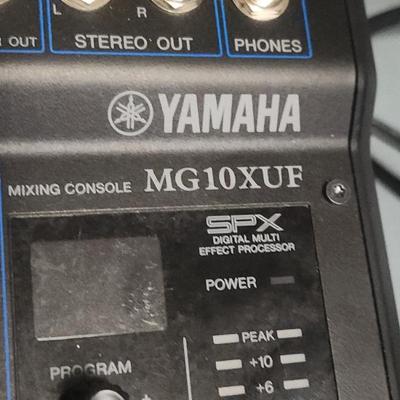 R OUT
L
R
STEREO OUT
PHONES
YAMAHA
MIXING CONSOLE MG10XUF
SPX
DIGITAL MULTI
EFFECT PROCESSOR
POWER
PEAK
+10
+6
PROGRAM
+